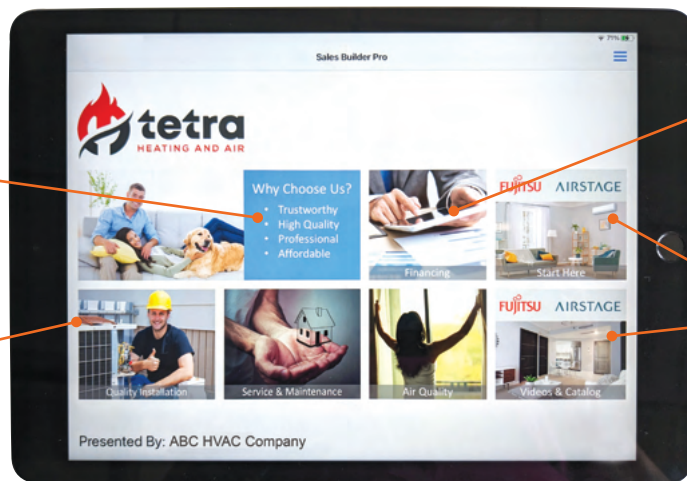 71%
Sales Builder Pro
tetra
HEATING AND AIR
Why Choose Us?
• Trustworthy
• High Quality
• Professional
• Affordable
Financing
FUJITSU AIRSTAGE
Start Here
Quality Installation
Service & Maintenance
Air Quality
FUJITSU AIRSTAGE
Videos & Catalog
Presented By: ABC HVAC Company